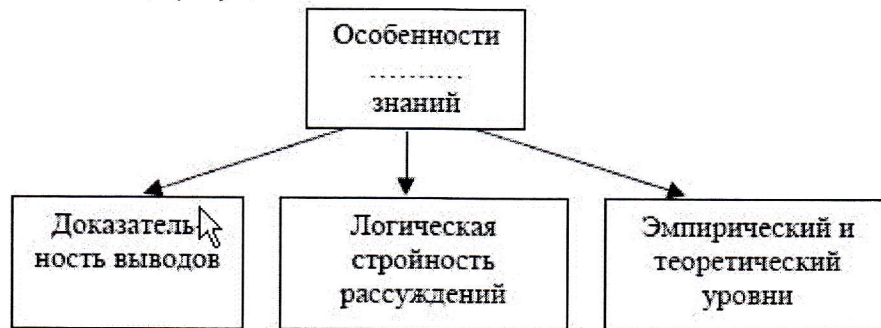 Особенности
..........
знаний
Доказатель-
ность выводов
Логическая
стройность
рассуждений
Эмпирический и
теоретический
уровни